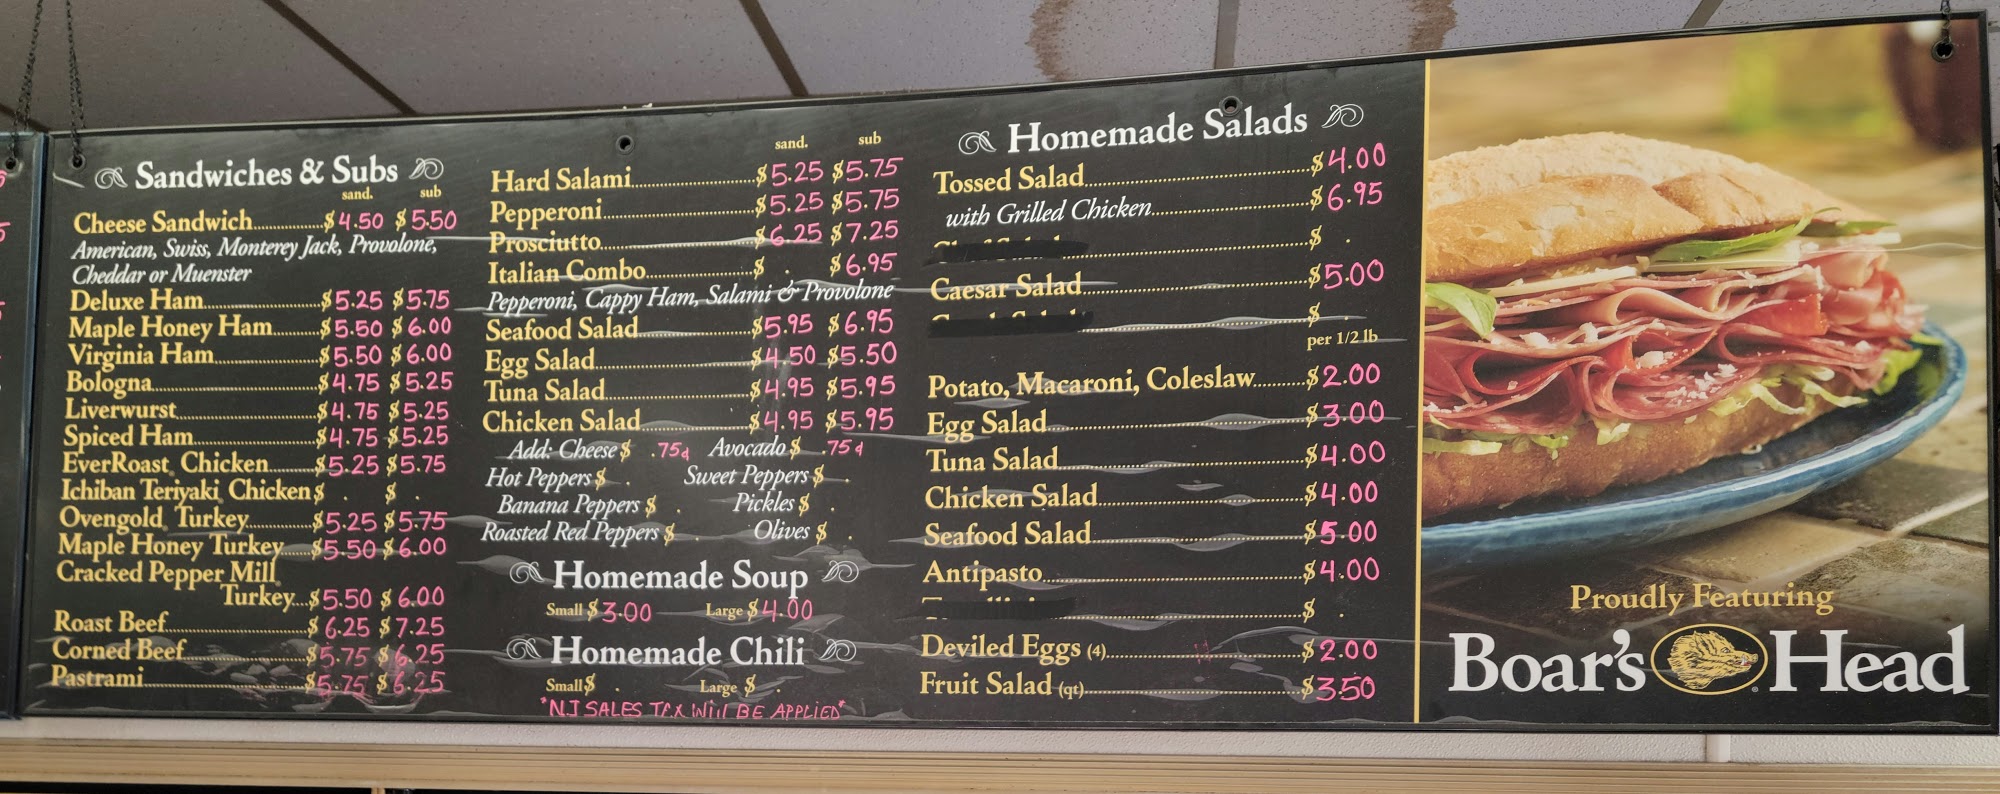 Sandwiches & Subs
sand. sub
Cheese Sandwich $4.50 $5.50
American, Swiss, Monterey Jack, Provolone,
Cheddar or Muenster
Deluxe Ham $5.25 $5.75
Maple Honey Ham $5.50 $6.00
Virginia Ham $5.50 $6.00
Bologna $4.75 $5.25
Liverwurst $4.75 $5.25
Spiced Ham $4.75 $5.25
EverRoast® Chicken $5.25 $5.75
Ichiban Teriyaki® Chicken $ . $ .
Ovengold® Turkey $5.25 $5.75
Maple Honey Turkey $5.50 $6.00
Cracked Pepper Mill®
Turkey $5.50 $6.00
Roast Beef $6.25 $7.25
Corned Beef $5.75 $6.25
Pastrami $5.75 $6.25
sand. sub
Hard Salami $5.25 $5.75
Pepperoni $5.25 $5.75
Prosciutto $6.25 $7.25
Italian Combo $ . $6.95
Pepperoni, Cappy Ham, Salami & Provolone
Seafood Salad $5.95 $6.95
Egg Salad $4.50 $5.50
Tuna Salad $4.95 $5.95
Chicken Salad $4.95 $5.95
Add: Cheese $ .75¢ Avocado $ .75¢
Hot Peppers $ . Sweet Peppers $ .
Banana Peppers $ . Pickles $ .
Roasted Red Peppers $ . Olives $ .
Homemade Soup
Small $3.00 Large $4.00
Homemade Chili
Small $ . Large $ .
"NJ SALES TAX Will BE APPLIED"
Homemade Salads
Tossed Salad $4.00
with Grilled Chicken $6.95
$ .
Caesar Salad $5.00
$ .
per 1/2 lb
Potato, Macaroni, Coleslaw $2.00
Egg Salad $3.00
Tuna Salad $4.00
Chicken Salad $4.00
Seafood Salad $5.00
Antipasto $4.00
$ .
Deviled Eggs (4) $2.00
Fruit Salad (qt) $3.50
Proudly Featuring
Boar's Head®